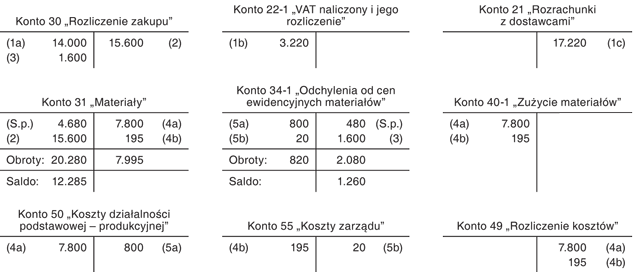 Konto 30 „Rozliczenie zakupu”
(1a) 14.000 15.600 (2)
(3) 1.600
Konto 22-1 „VAT naliczony i jego
rozliczenie”
(1b) 3.220
Konto 21 „Rozrachunki
z dostawcami”
17.220 (1c)
Konto 31 „Materiały”
(S.p.) 4.680 7.800 (4a)
(2) 15.600 195 (4b)
Obroty: 20.280 7.995
Saldo: 12.285
Konto 34-1 „Odchylenia od cen
ewidencyjnych materiałów”
(5a) 800 480 (S.p.)
(5b) 20 1.600 (3)
Obroty: 820 2.080
Saldo: 1.260
Konto 40-1 „Zużycie materiałów”
(4a) 7.800
(4b) 195
Konto 50 „Koszty działalności
podstawowej – produkcyjnej”
(4a) 7.800 800 (5a)
Konto 55 „Koszty zarządu”
(4b) 195 20 (5b)
Konto 49 „Rozliczenie kosztów”
7.800 (4a)
195 (4b)